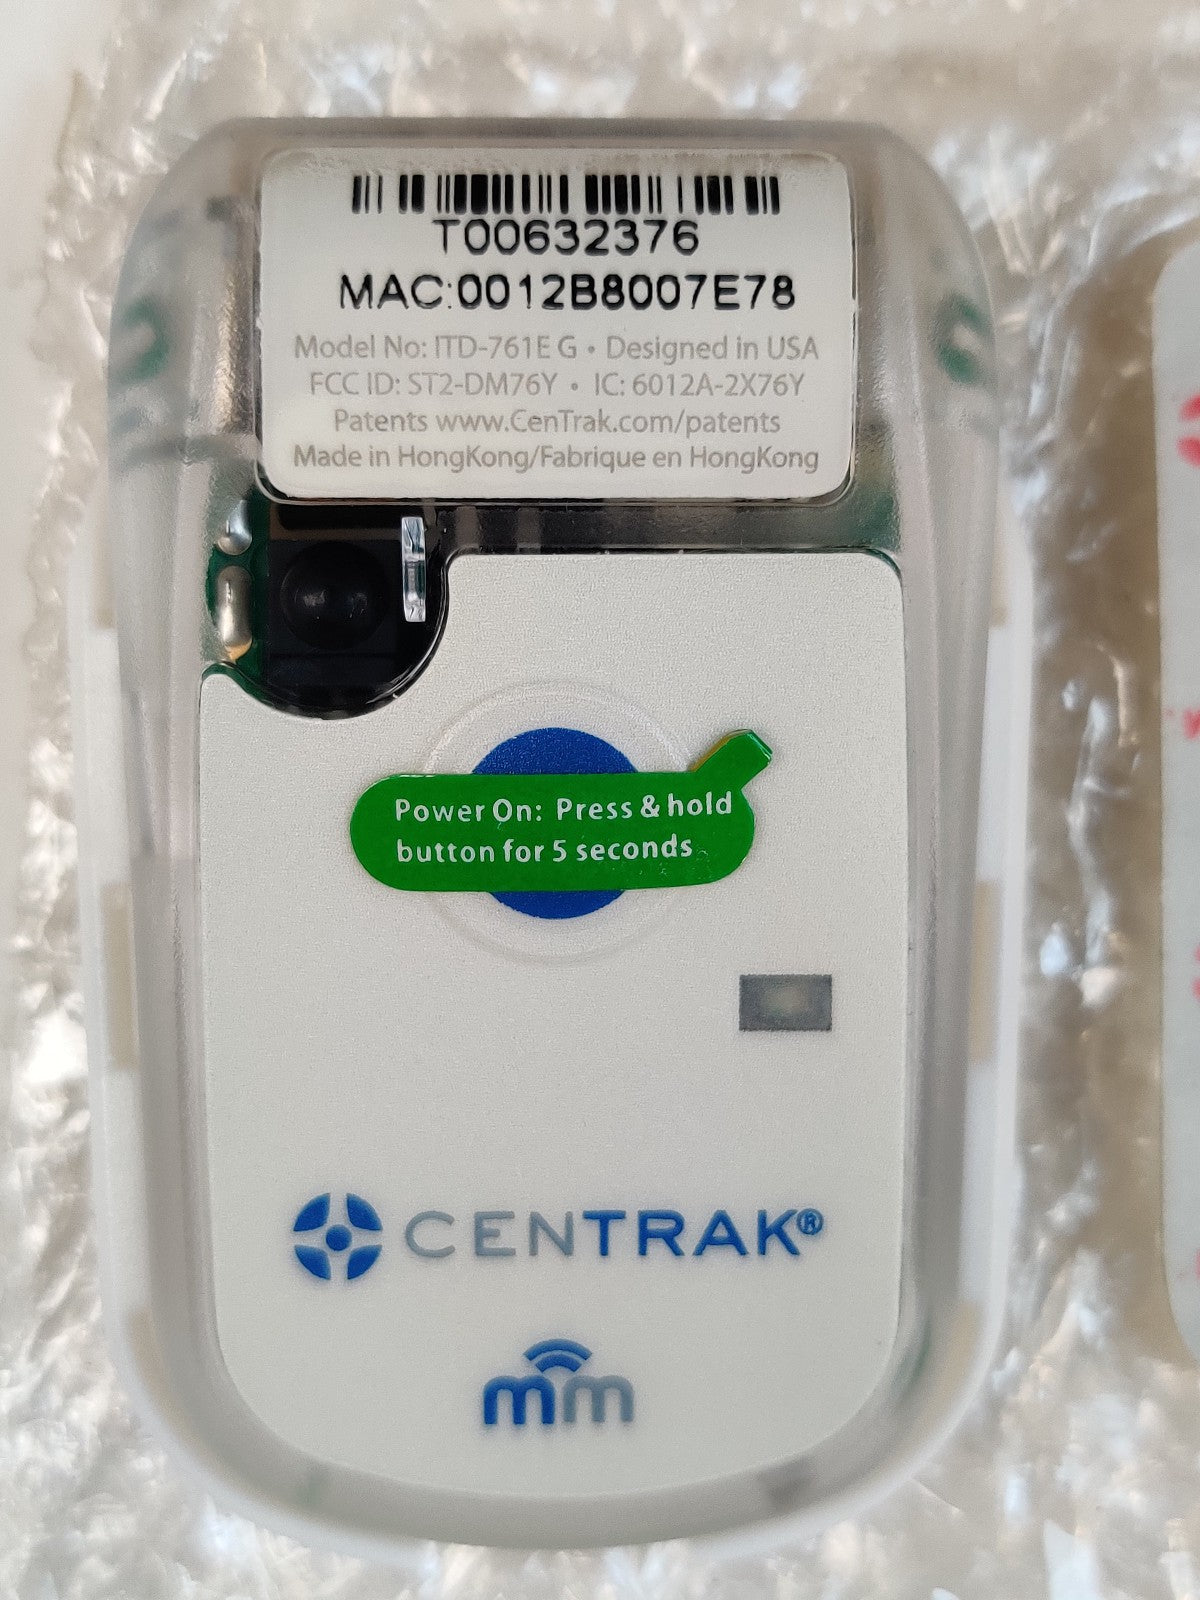 T00632376
MAC:0012B8007E78
Model No: ITD-761E G • Designed in USA
FCC ID: ST2-DM76Y • IC: 6012A-2X76Y
Patents www.CenTrak.com/patents
Made in HongKong/Fabrique en HongKong
Power On: Press & hold
button for 5 seconds
CENTRAK®
mm